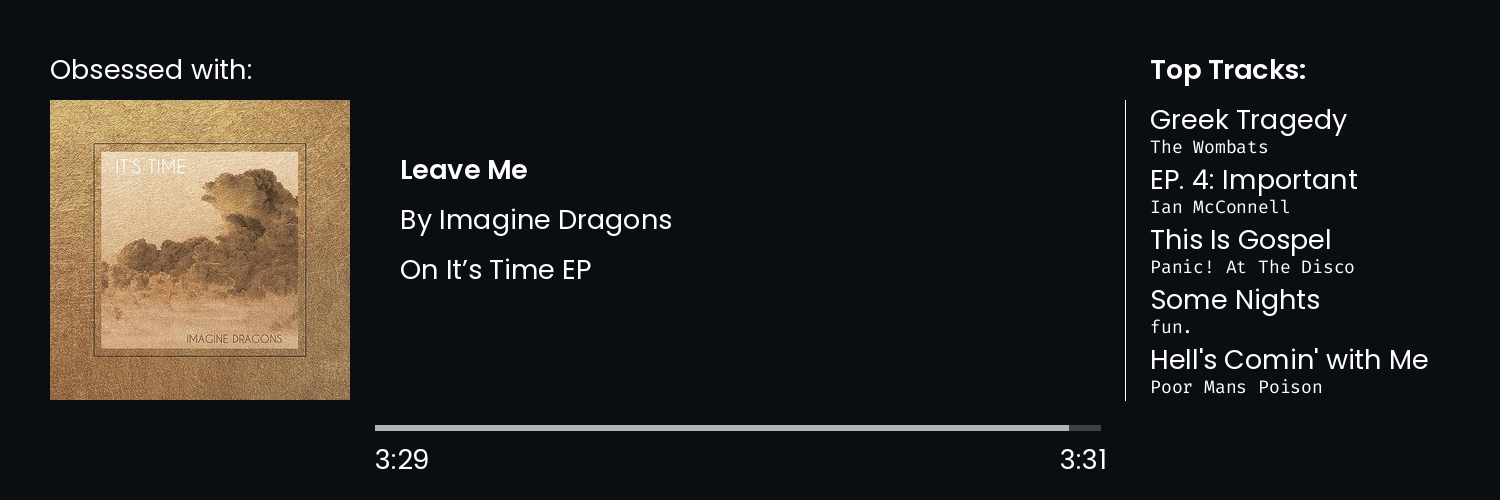 Obsessed with:
IT'S TIME
IMAGINE DRAGONS
Leave Me
By Imagine Dragons
On It’s Time EP
3:29
3:31
Top Tracks:
Greek Tragedy
The Wombats
EP. 4: Important
Ian McConnell
This Is Gospel
Panic! At The Disco
Some Nights
fun.
Hell's Comin' with Me
Poor Mans Poison